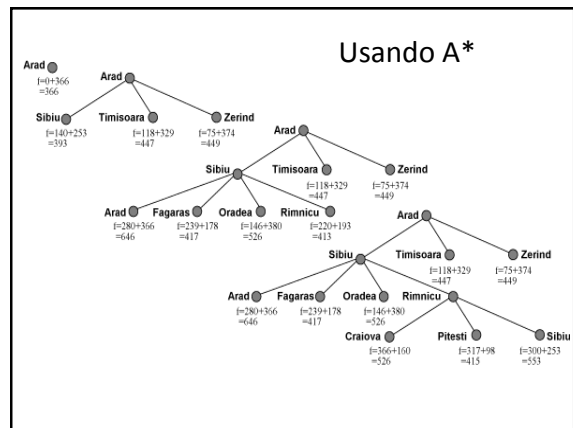 Usando A*
Arad
f=0+366
=366
Arad
Sibiu
f=140+253
=393
Timisoara
f=118+329
=447
Zerind
f=75+374
=449
Arad
Sibiu
Timisoara
f=118+329
=447
Zerind
f=75+374
=449
Arad
f=280+366
=646
Fagaras
f=239+178
=417
Oradea
f=146+380
=526
Rimnicu
f=220+193
=413
Arad
Sibiu
Timisoara
f=118+329
=447
Zerind
f=75+374
=449
Arad
f=280+366
=646
Fagaras
f=239+178
=417
Oradea
f=146+380
=526
Rimnicu
Craiova
f=366+160
=526
Pitesti
f=317+98
=415
Sibiu
f=300+253
=553